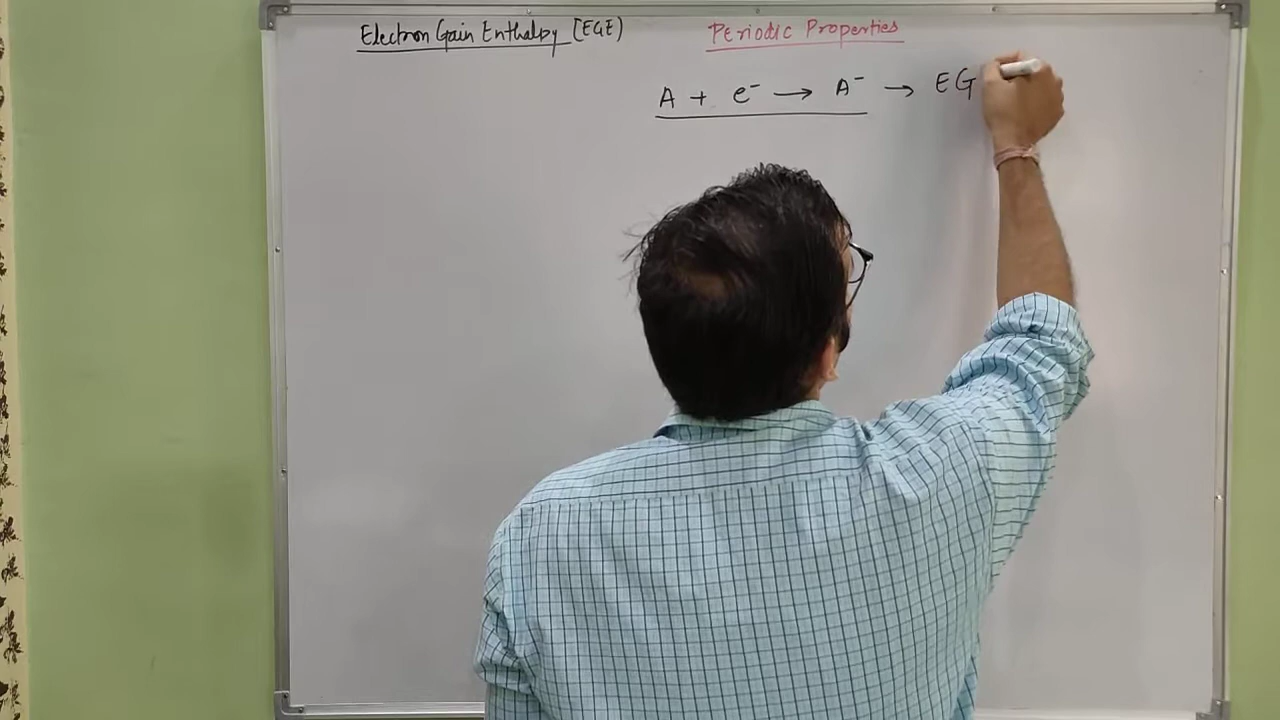 Electron Gain Enthalpy [EGE) Periodic Properties
A + e⁻ → A⁻ → EG